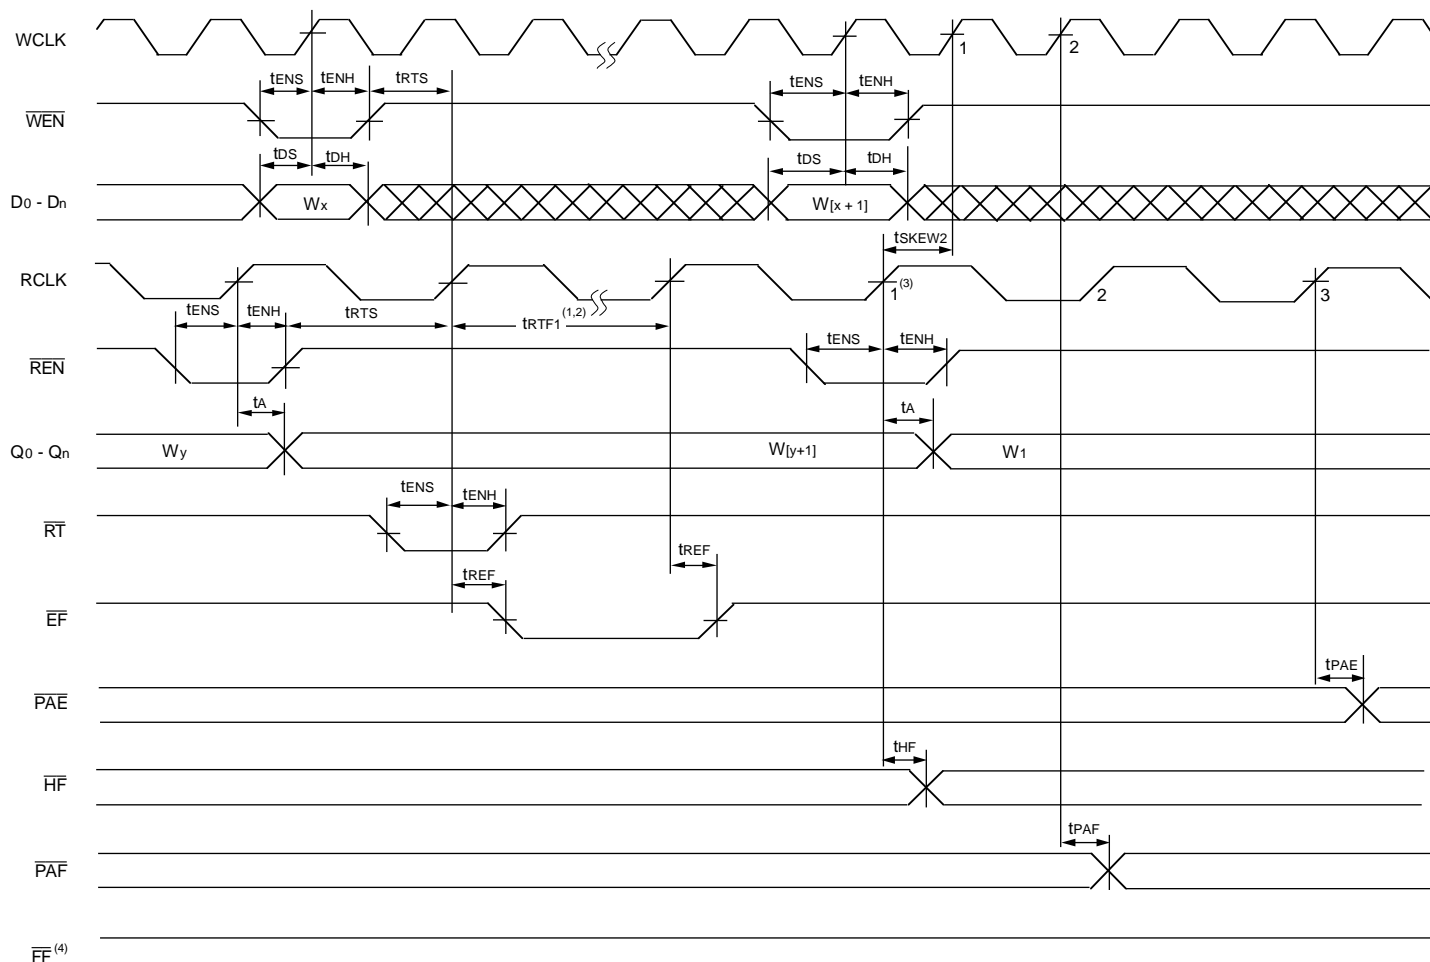 WCLK 1 2
tENS tENH tRTS tENS tENH
WEN
tDS tDH tDS tDH
D0 - Dn Wx W[x + 1]
tSKEW2
RCLK 1(3) 2 3
tENS tENH tRTS tRTF1(1,2)
tENS tENH
REN
tA tA
Q0 - Qn Wy W[y+1] W1
tENS tENH
RT
tREF
tREF
EF
tPAE
PAE
tHF
HF
tPAF
PAF
(4)